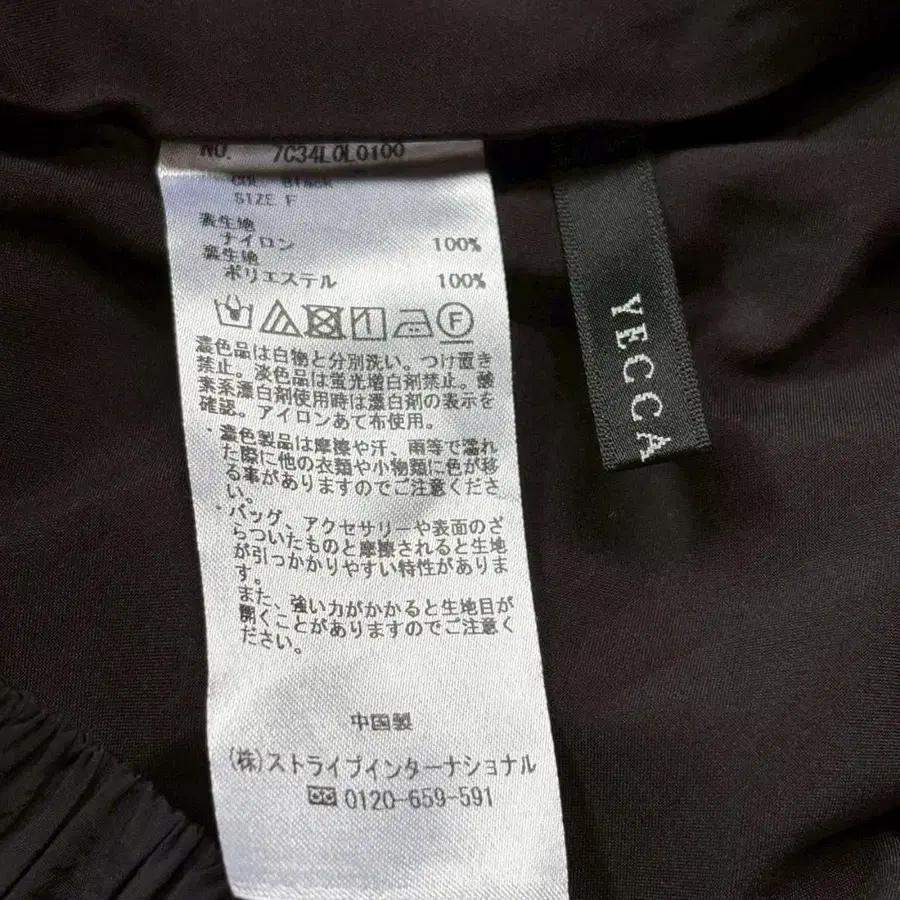 NO. 7C34L0L0100
COL. Black
SIZE F
表生地
ナイロン 100%
裏生地
ポリエステル 100%
F
濃色品は白物と分別洗い。つけ置き
禁止。淡色品は蛍光増白剤禁止。酸
素系漂白剤使用時は漂白剤の表示を
確認。アイロンあて布使用。
・濃色製品は摩擦や汗、雨等で濡れ
た際に他の衣類や小物類に色が移
る事がありますのでご注意くださ
い。
・バッグ、アクセサリーや表面のざ
らついたものと摩擦されると生地
が引っかかりやすい特性がありま
す。
また、強い力がかかると生地目が
開くことがありますのでご注意く
ださい。
中国製
(株)ストライプインターナショナル
0120-659-591
YECCA